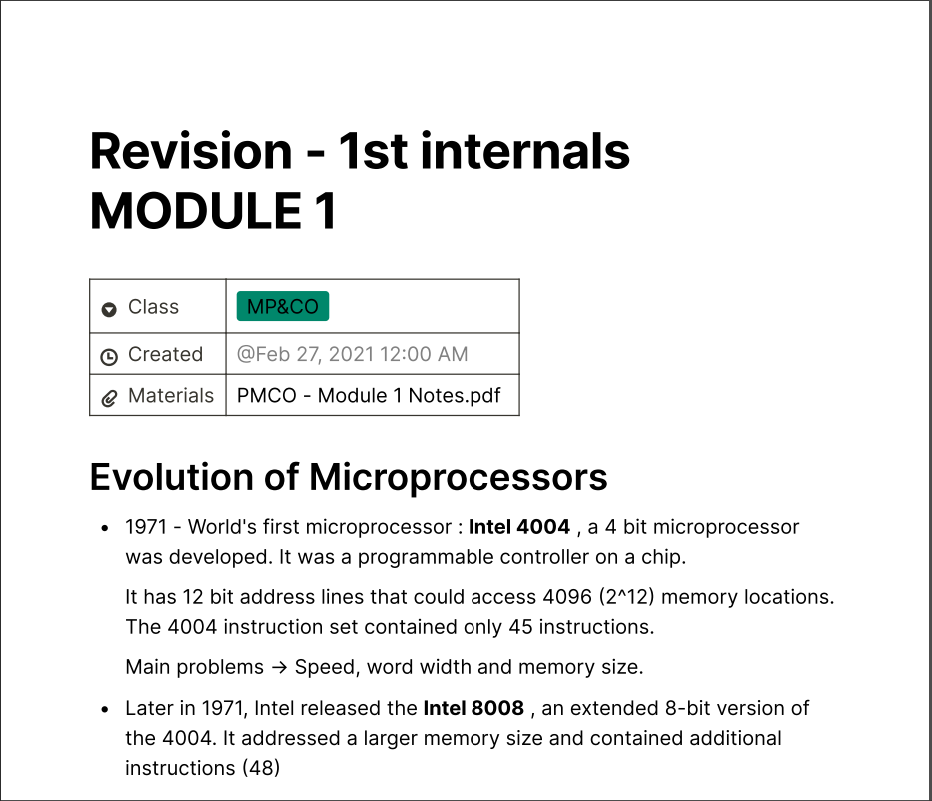 Revision - 1st internals
MODULE 1
Class MP&CO
Created @Feb 27, 2021 12:00 AM
Materials PMCO - Module 1 Notes.pdf
Evolution of Microprocessors
• 1971 - World's first microprocessor : Intel 4004 , a 4 bit microprocessor
was developed. It was a programmable controller on a chip.
It has 12 bit address lines that could access 4096 (2^12) memory locations.
The 4004 instruction set contained only 45 instructions.
Main problems → Speed, word width and memory size.
• Later in 1971, Intel released the Intel 8008 , an extended 8-bit version of
the 4004. It addressed a larger memory size and contained additional
instructions (48)